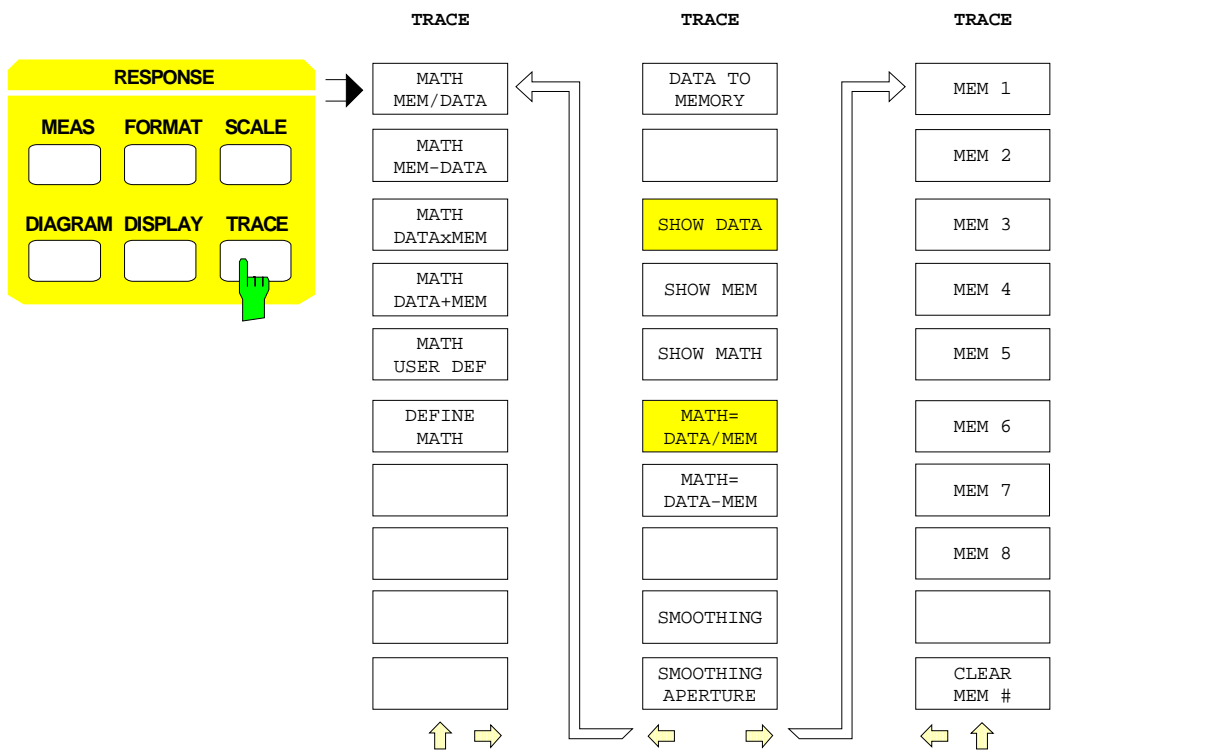 TRACE
TRACE
TRACE
RESPONSE
MEAS FORMAT SCALE
DIAGRAM DISPLAY TRACE
MATH
MEM/DATA
MATH
MEM-DATA
MATH
DATAxMEM
MATH
DATA+MEM
MATH
USER DEF
DEFINE
MATH
DATA TO
MEMORY
SHOW DATA
SHOW MEM
SHOW MATH
MATH=
DATA/MEM
MATH=
DATA-MEM
SMOOTHING
SMOOTHING
APERTURE
MEM 1
MEM 2
MEM 3
MEM 4
MEM 5
MEM 6
MEM 7
MEM 8
CLEAR
MEM #